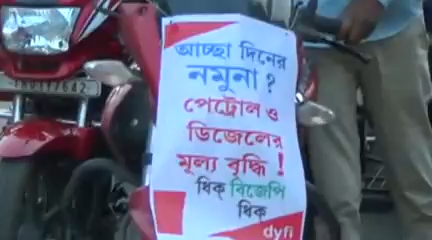 আচ্ছা দিনের
নমুনা ?
পেট্রোল ও
ডিজেলের
মূল্য বৃদ্ধি !
ধিক্ বিজেপি
ধিক্
dyfi